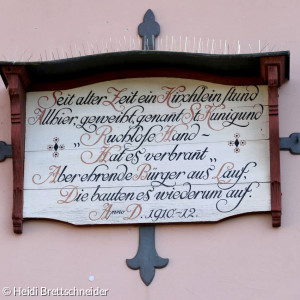 Seit alter Zeit ein Kirchlein stund
Allhier, geweiht, genant St. Kunigund
„Ruchlose Hand -
Hat es verbrant"
Aber ehrende Bürger aus Lauf,
Die bauten es wiederum auf.
Anno D. 1910-12.
© Heidi Brettschneider